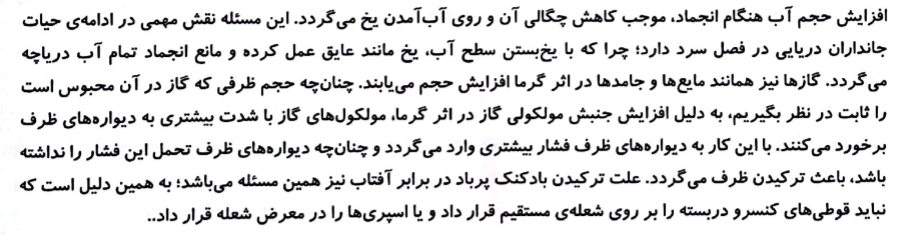 افزایش حجم آب هنگام انجماد، موجب کاهش چگالی آن و روی آب‌آمدن یخ می‌گردد. این مسئله نقش مهمی در ادامه‌ی حیات
جانداران دریایی در فصل سرد دارد؛ چرا که با یخ‌بستن سطح آب، یخ مانند عایق عمل کرده و مانع انجماد تمام آب دریاچه
می‌گردد. گازها نیز همانند مایع‌ها و جامدها در اثر گرما افزایش حجم می‌یابند. چنان‌چه حجم ظرفی که گاز در آن محبوس است
را ثابت در نظر بگیریم، به دلیل افزایش جنبش مولکولی گاز در اثر گرما، مولکول‌های گاز با شدت بیشتری به دیواره‌های ظرف
برخورد می‌کنند. با این کار به دیواره‌های ظرف فشار بیشتری وارد می‌گردد و چنان‌چه دیواره‌های ظرف تحمل این فشار را نداشته
باشد، باعث ترکیدن ظرف می‌گردد. علت ترکیدن بادکنک پرباد در برابر آفتاب نیز همین مسئله می‌باشد؛ به همین دلیل است که
نباید قوطی‌های کنسرو دربسته را بر روی شعله‌ی مستقیم قرار داد و یا اسپری‌ها را در معرض شعله قرار داد..